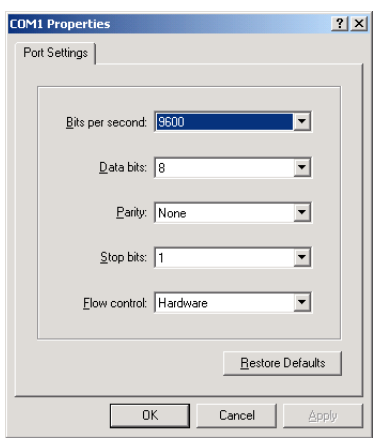 COM1 Properties
Port Settings
Bits per second: 9600
Data bits: 8
Parity: None
Stop bits: 1
Flow control: Hardware
Restore Defaults
OK Cancel Apply